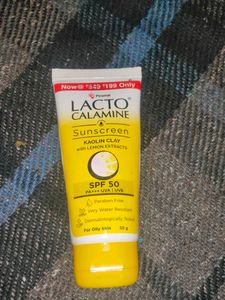 Piramal
Now@ ₹349 ₹199 Only
LACTO
CALAMINE
Sunscreen
KAOLIN CLAY
with LEMON EXTRACTS
SPF 50
PA+++ UVA | UVB
Paraben Free
Very Water Resistant
Dermatologically Tested
For Oily Skin
50 g